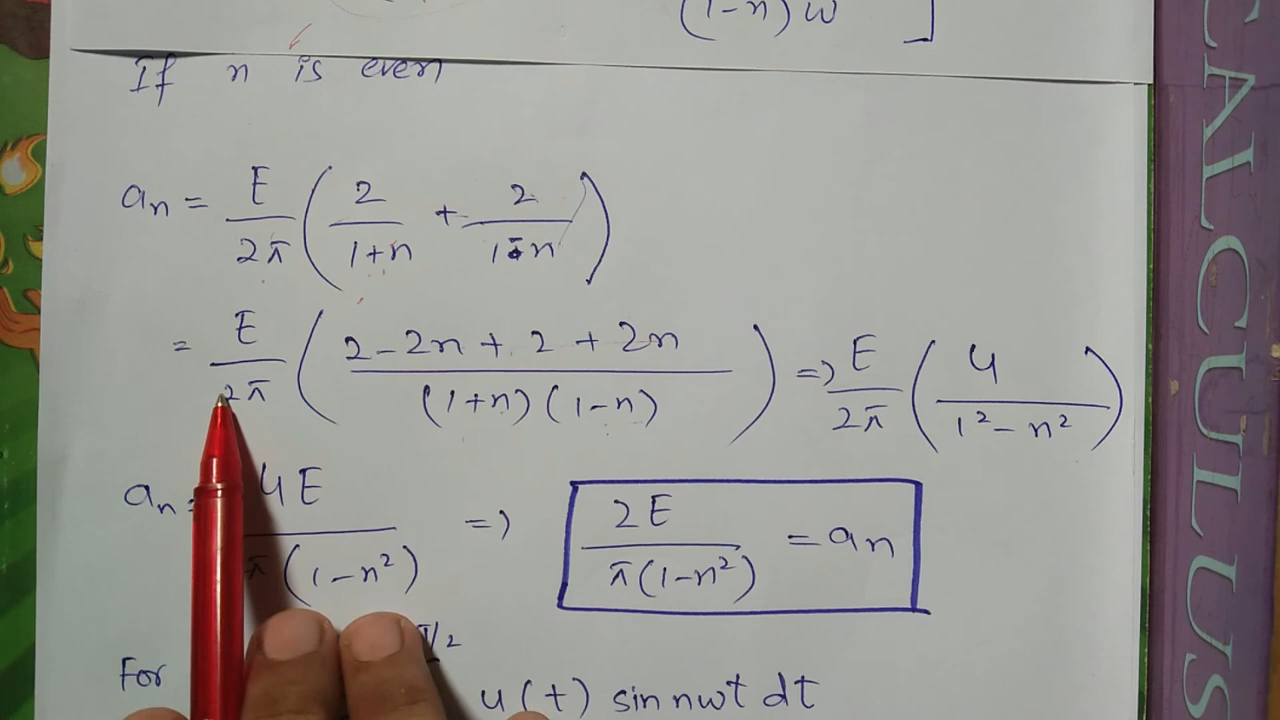 (1-n) ω ]
If n is even
an = E/2π ( 2/1+n + 2/1-n )
= E/2π ( 2-2n + 2 + 2n / (1+n) (1-n) ) => E/2π ( 4 / 1² - n² )
an = 4E / π(1-n²) => 2E / π(1-n²) = an
For
π/2
u(t) sin nωt dt
CALCULUS